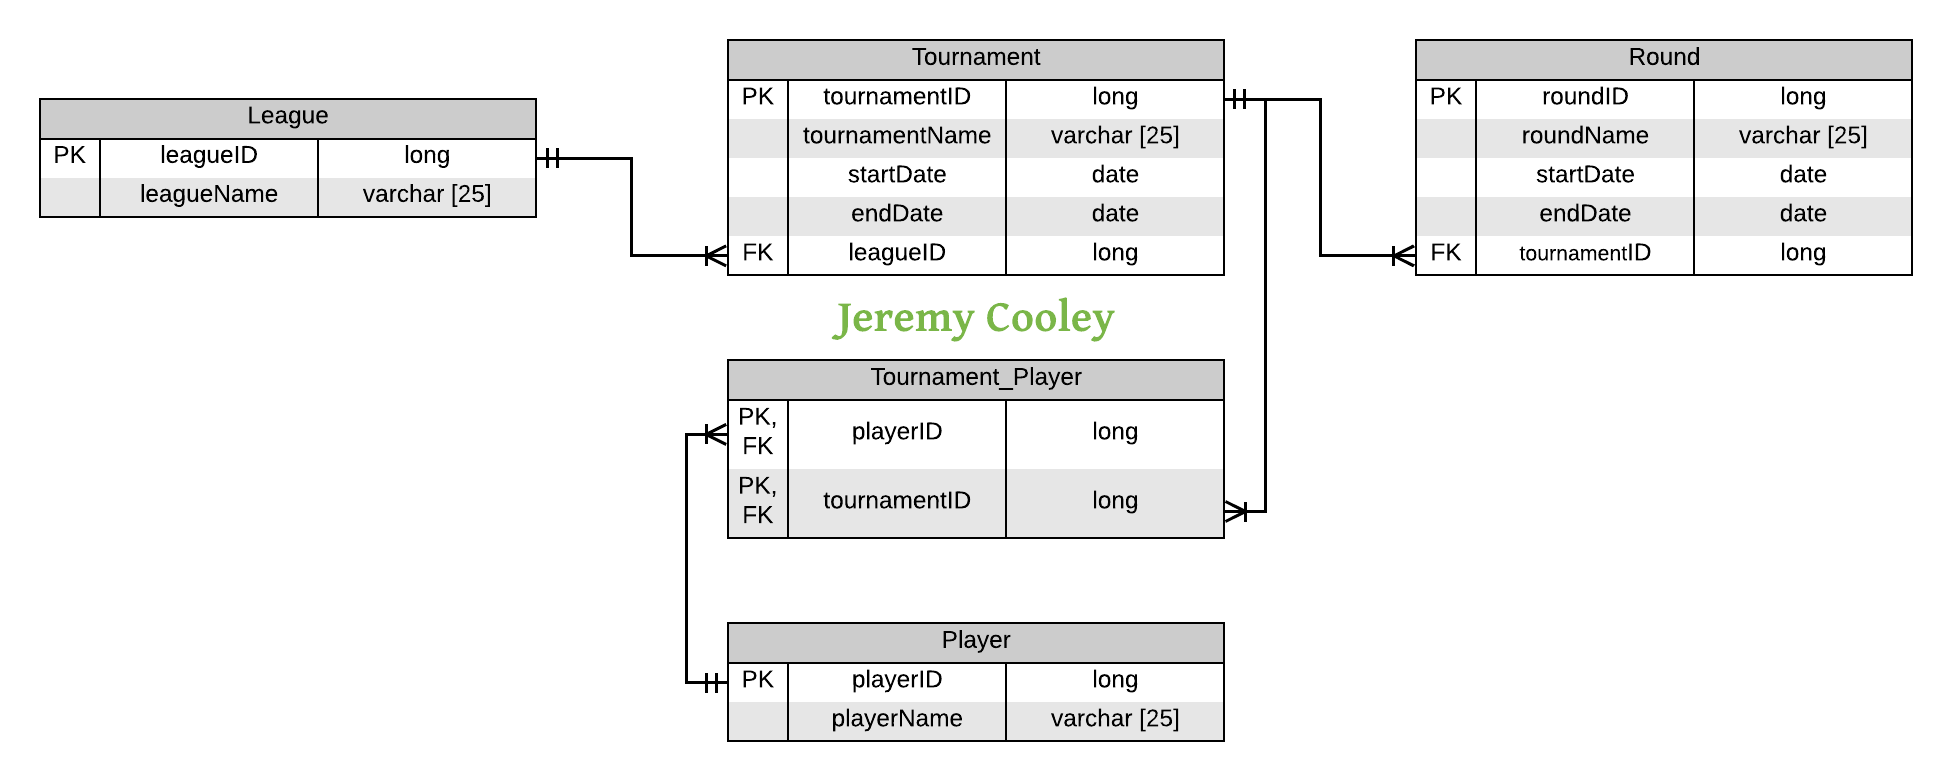 League
PK leagueID long
leagueName varchar [25]
Tournament
PK tournamentID long
tournamentName varchar [25]
startDate date
endDate date
FK leagueID long
Round
PK roundID long
roundName varchar [25]
startDate date
endDate date
FK tournamentID long
Jeremy Cooley
Tournament_Player
PK,
FK playerID long
PK,
FK tournamentID long
Player
PK playerID long
playerName varchar [25]